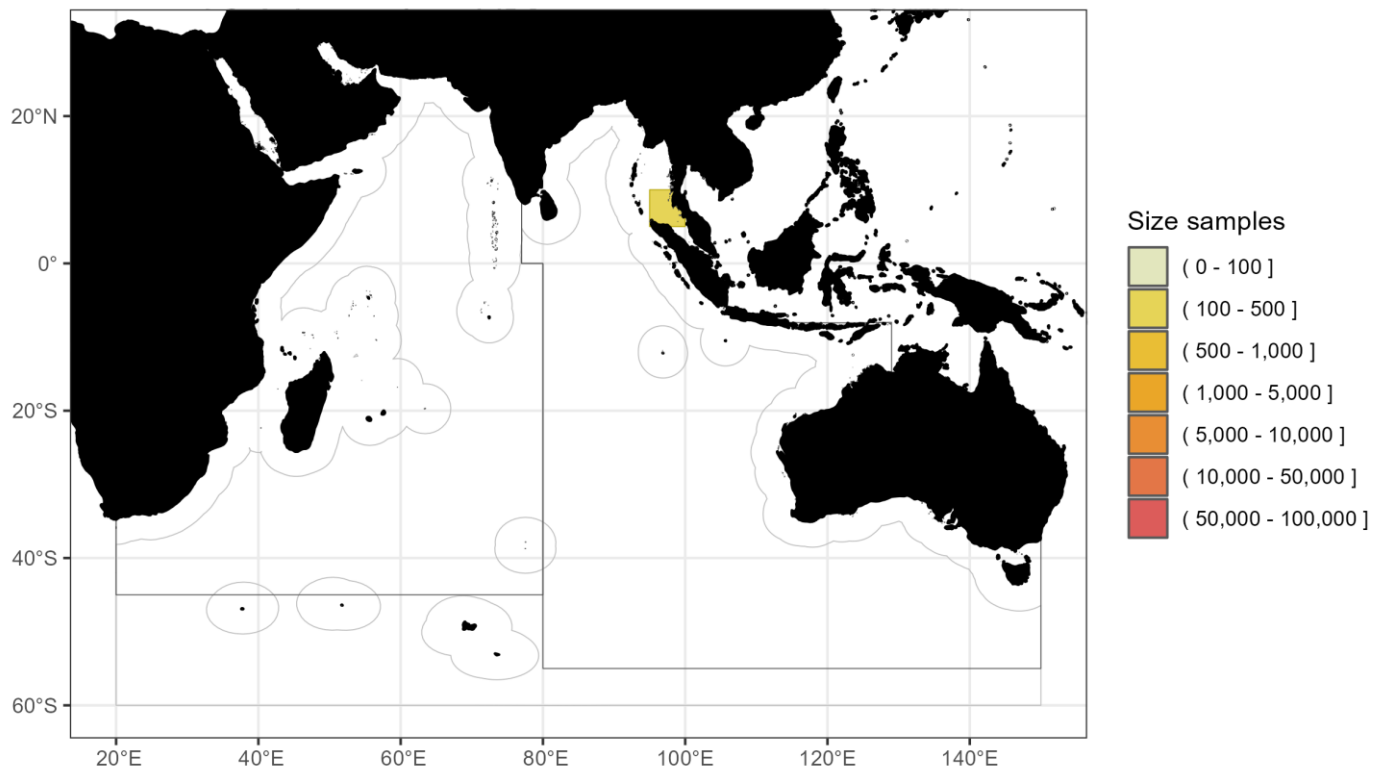 20°N
0°
20°S
40°S
60°S
20°E 40°E 60°E 80°E 100°E 120°E 140°E
Size samples
( 0 - 100 ]
( 100 - 500 ]
( 500 - 1,000 ]
( 1,000 - 5,000 ]
( 5,000 - 10,000 ]
( 10,000 - 50,000 ]
( 50,000 - 100,000 ]